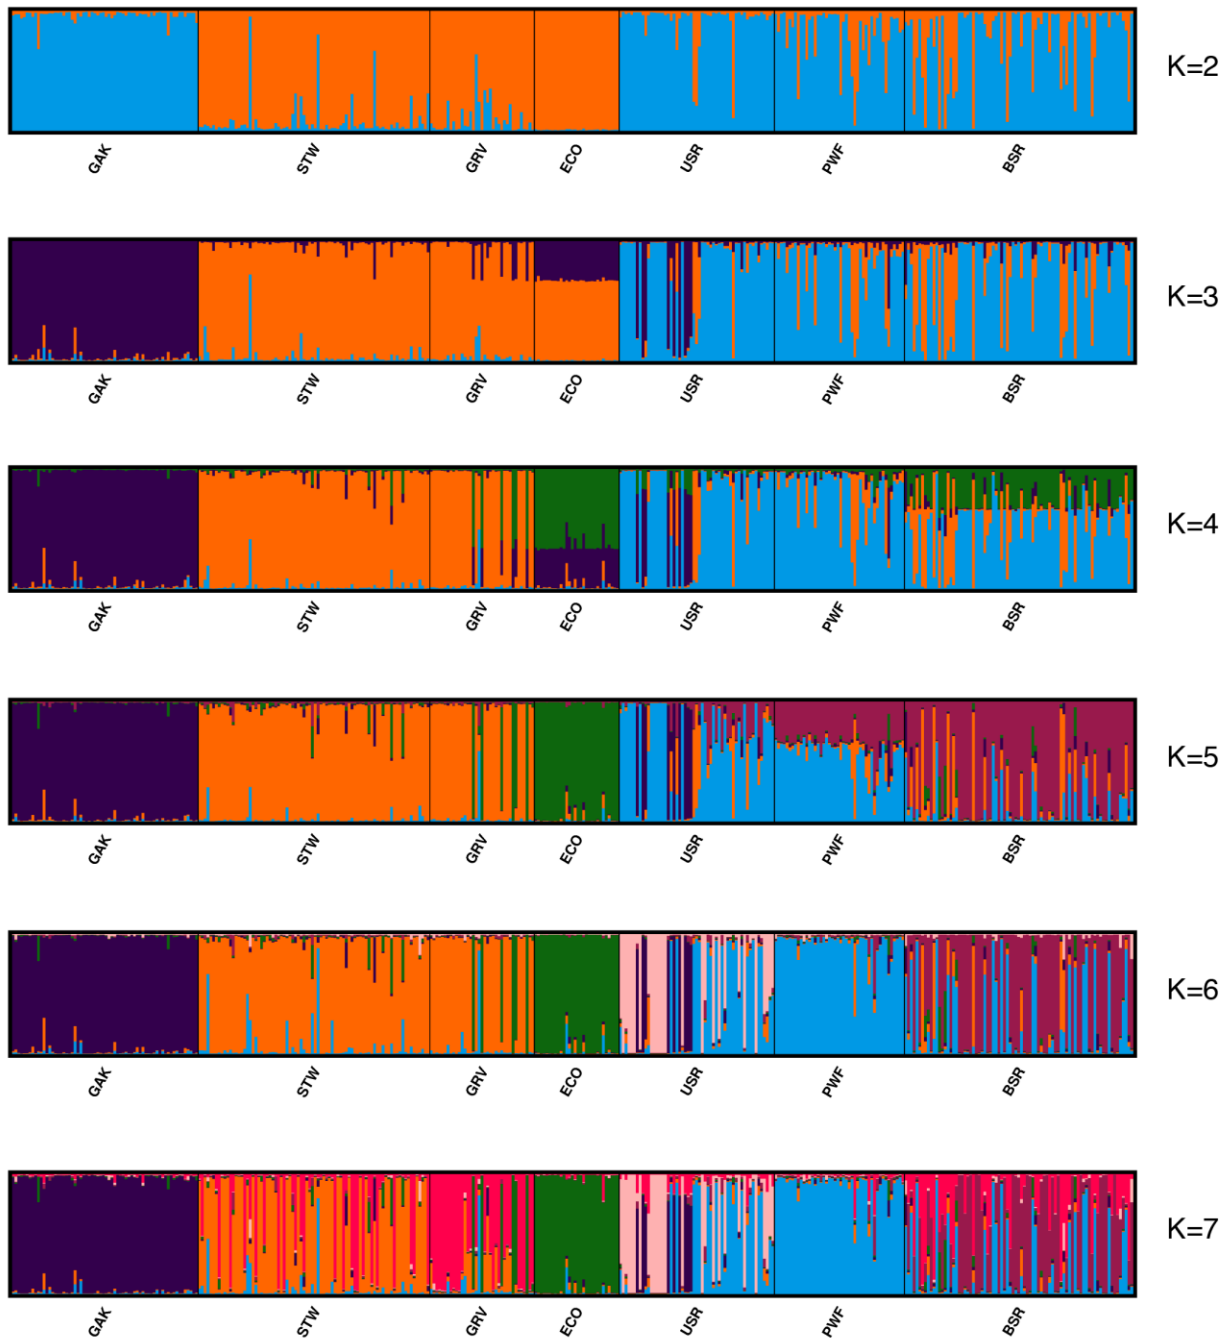 K=2
GAK STW GRV ECO USR PWF BSR
K=3
GAK STW GRV ECO USR PWF BSR
K=4
GAK STW GRV ECO USR PWF BSR
K=5
GAK STW GRV ECO USR PWF BSR
K=6
GAK STW GRV ECO USR PWF BSR
K=7
GAK STW GRV ECO USR PWF BSR